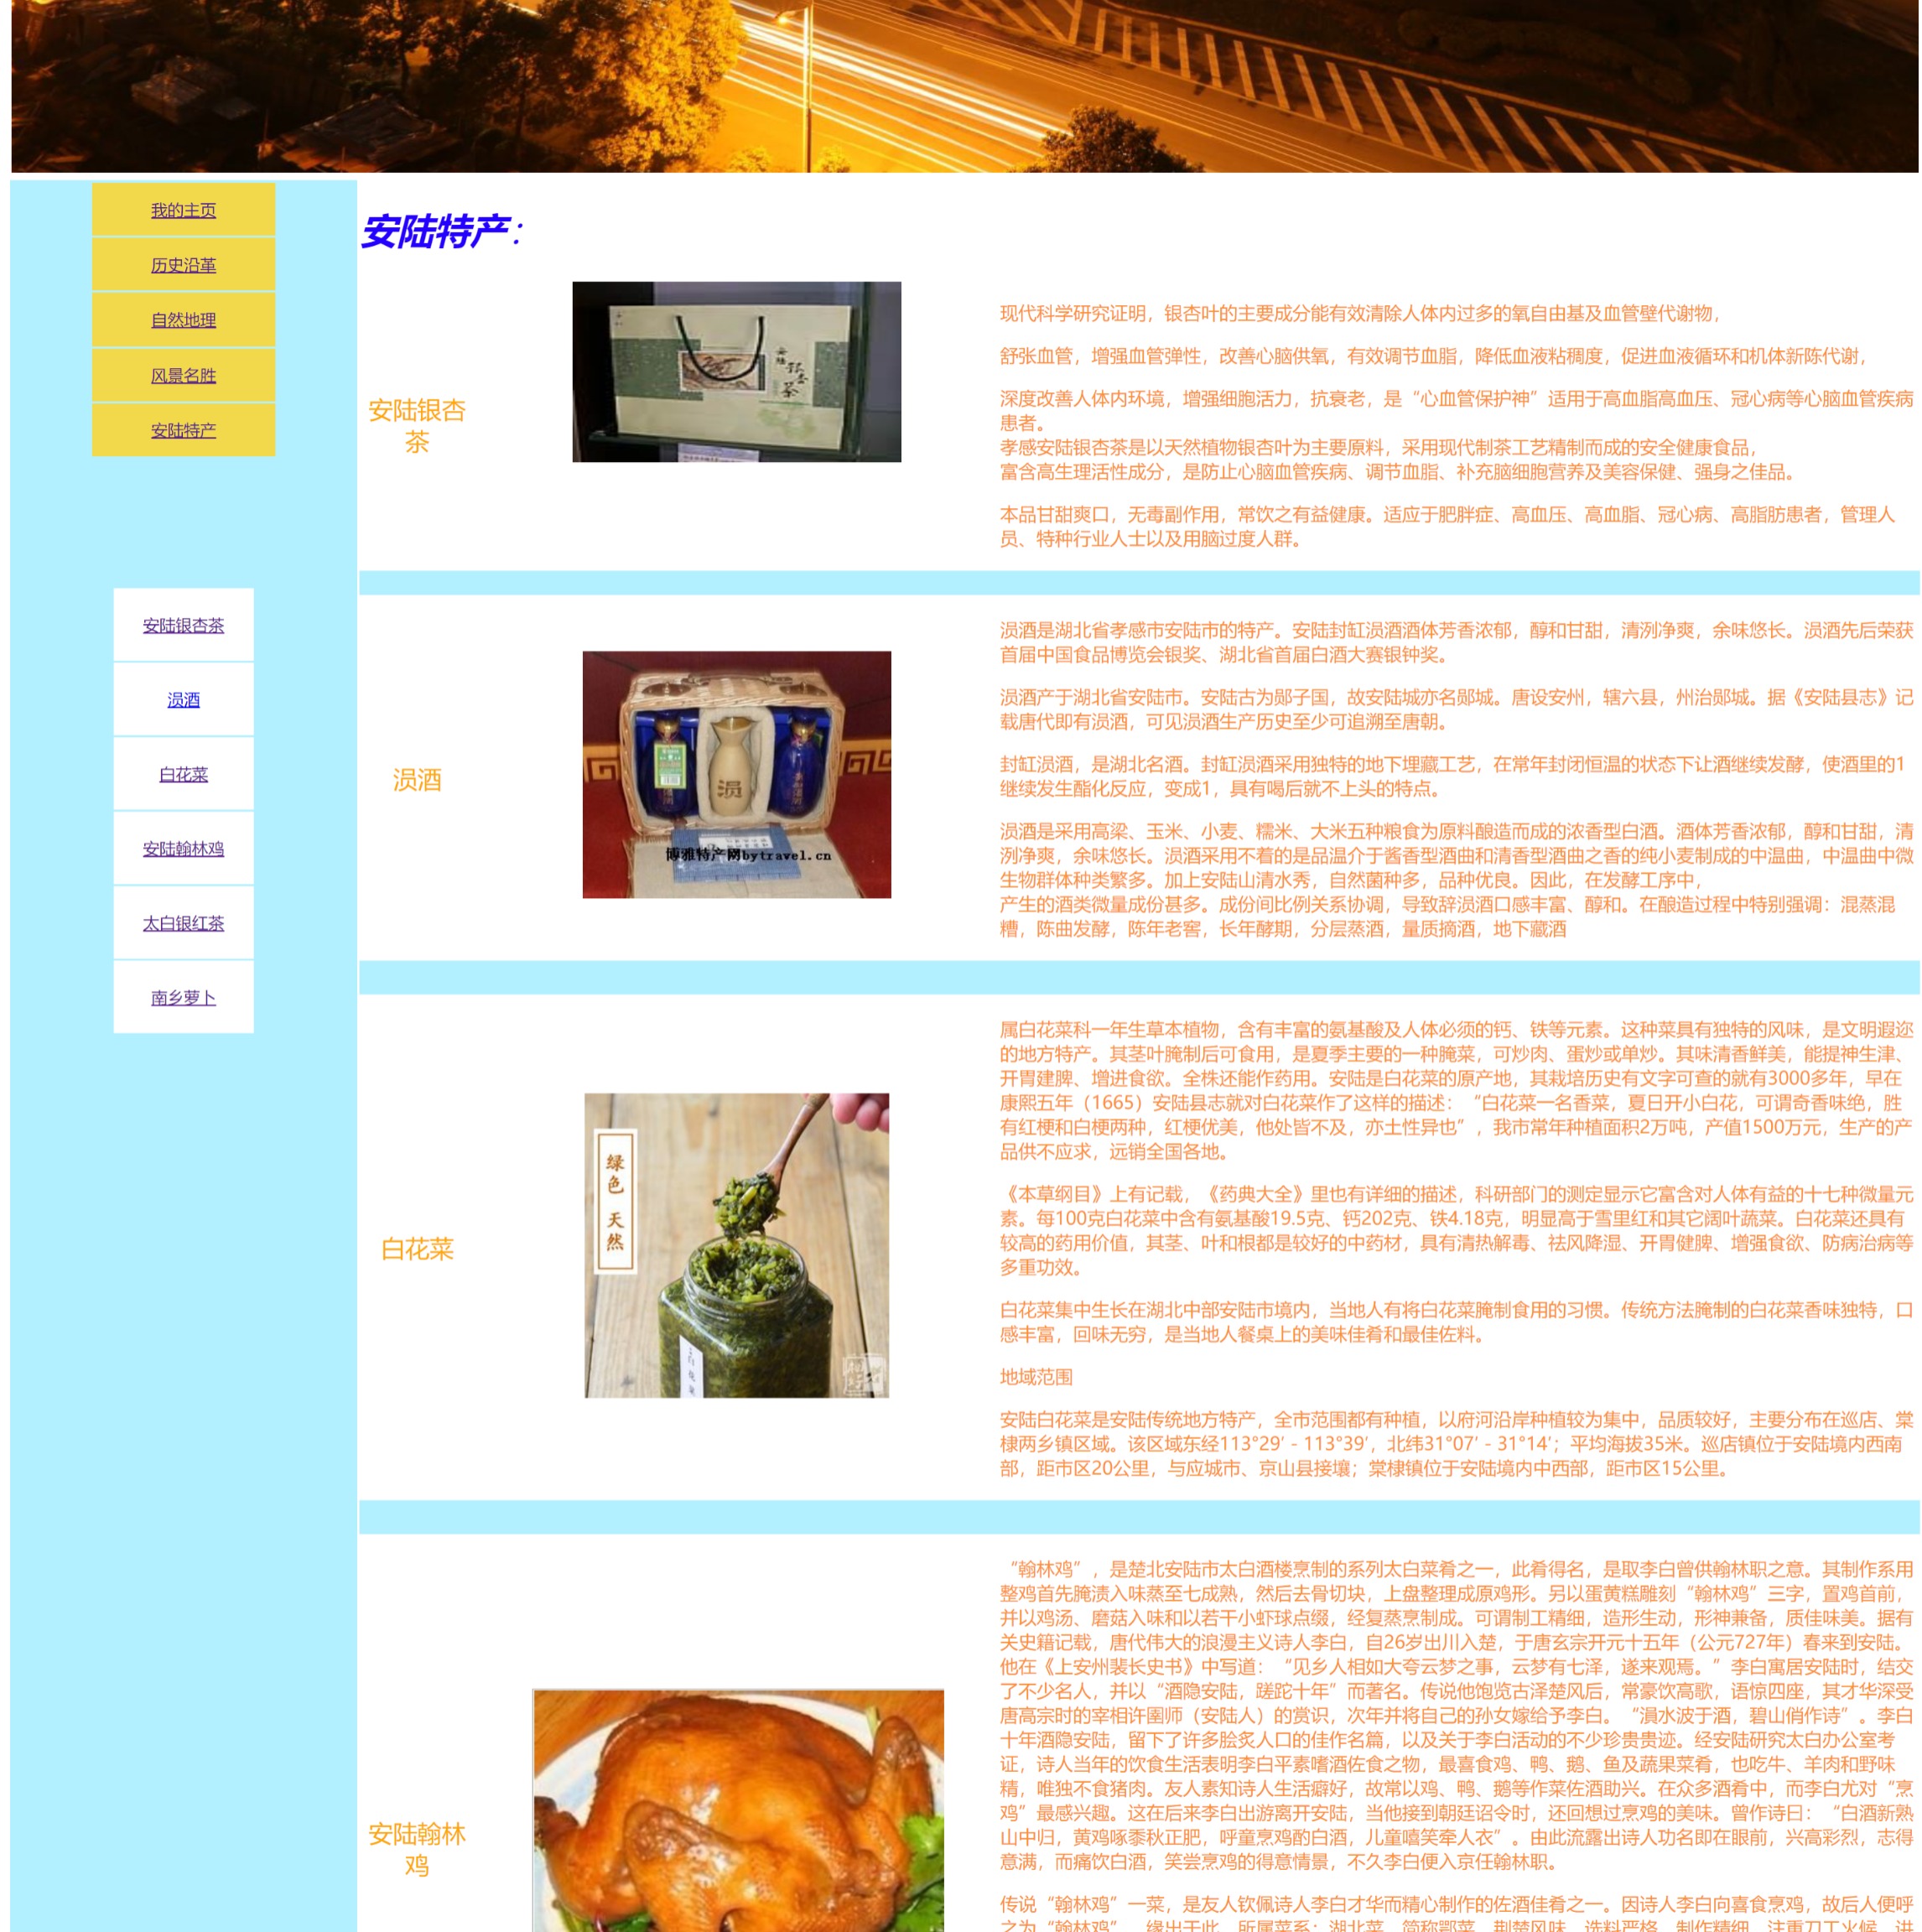 我的主页
历史沿革
自然地理
风景名胜
安陆特产
安陆银杏茶
涢酒
白花菜
安陆翰林鸡
太白银红茶
南乡萝卜
安陆特产：
安陆银杏
茶
安陆
银杏
茶
现代科学研究证明，银杏叶的主要成分能有效清除人体内过多的氧自由基及血管壁代谢物，
舒张血管，增强血管弹性，改善心脑供氧，有效调节血脂，降低血液粘稠度，促进血液循环和机体新陈代谢，
深度改善人体内环境，增强细胞活力，抗衰老，是“心血管保护神”适用于高血脂高血压、冠心病等心脑血管疾病
患者。
孝感安陆银杏茶是以天然植物银杏叶为主要原料，采用现代制茶工艺精制而成的安全健康食品，
富含高生理活性成分，是防止心脑血管疾病、调节血脂、补充脑细胞营养及美容保健、强身之佳品。
本品甘甜爽口，无毒副作用，常饮之有益健康。适应于肥胖症、高血压、高血脂、冠心病、高脂肪患者，管理人
员、特种行业人士以及用脑过度人群。
涢酒
涢
博雅特产网bytravel.cn
涢酒是湖北省孝感市安陆市的特产。安陆封缸涢酒酒体芳香浓郁，醇和甘甜，清洌净爽，余味悠长。涢酒先后荣获
首届中国食品博览会银奖、湖北省首届白酒大赛银钟奖。
涢酒产于湖北省安陆市。安陆古为郧子国，故安陆城亦名郧城。唐设安州，辖六县，州治郧城。据《安陆县志》记
载唐代即有涢酒，可见涢酒生产历史至少可追溯至唐朝。
封缸涢酒，是湖北名酒。封缸涢酒采用独特的地下埋藏工艺，在常年封闭恒温的状态下让酒继续发酵，使酒里的1
继续发生酯化反应，变成1，具有喝后就不上头的特点。
涢酒是采用高梁、玉米、小麦、糯米、大米五种粮食为原料酿造而成的浓香型白酒。酒体芳香浓郁，醇和甘甜，清
洌净爽，余味悠长。涢酒采用不着的是品温介于酱香型酒曲和清香型酒曲之香的纯小麦制成的中温曲，中温曲中微
生物群体种类繁多。加上安陆山清水秀，自然菌种多，品种优良。因此，在发酵工序中，
产生的酒类微量成份甚多。成份间比例关系协调，导致辞涢酒口感丰富、醇和。在酿造过程中特别强调：混蒸混
糟，陈曲发酵，陈年老窖，长年酵期，分层蒸酒，量质摘酒，地下藏酒
白花菜
绿色 天然
属白花菜科一年生草本植物，含有丰富的氨基酸及人体必须的钙、铁等元素。这种菜具有独特的风味，是文明遐迩
的地方特产。其茎叶腌制后可食用，是夏季主要的一种腌菜，可炒肉、蛋炒或单炒。其味清香鲜美，能提神生津、
开胃建脾、增进食欲。全株还能作药用。安陆是白花菜的原产地，其栽培历史有文字可查的就有3000多年，早在
康熙五年（1665）安陆县志就对白花菜作了这样的描述：“白花菜一名香菜，夏日开小白花，可谓奇香味绝，胜
有红梗和白梗两种，红梗优美，他处皆不及，亦土性异也”，我市常年种植面积2万吨，产值1500万元，生产的产
品供不应求，远销全国各地。
《本草纲目》上有记载，《药典大全》里也有详细的描述，科研部门的测定显示它富含对人体有益的十七种微量元
素。每100克白花菜中含有氨基酸19.5克、钙202克、铁4.18克，明显高于雪里红和其它阔叶蔬菜。白花菜还具有
较高的药用价值，其茎、叶和根都是较好的中药材，具有清热解毒、祛风降湿、开胃健脾、增强食欲、防病治病等
多重功效。
白花菜集中生长在湖北中部安陆市境内，当地人有将白花菜腌制食用的习惯。传统方法腌制的白花菜香味独特，口
感丰富，回味无穷，是当地人餐桌上的美味佳肴和最佳佐料。
地域范围
安陆白花菜是安陆传统地方特产，全市范围都有种植，以府河沿岸种植较为集中，品质较好，主要分布在巡店、棠
棣两乡镇区域。该区域东经113°29′ - 113°39′，北纬31°07′ - 31°14′；平均海拔35米。巡店镇位于安陆境内西南
部，距市区20公里，与应城市、京山县接壤；棠棣镇位于安陆境内中西部，距市区15公里。
安陆翰林
鸡
“翰林鸡”，是楚北安陆市太白酒楼烹制的系列太白菜肴之一，此肴得名，是取李白曾供翰林职之意。其制作系用
整鸡首先腌渍入味蒸至七成熟，然后去骨切块，上盘整理成原鸡形。另以蛋黄糕雕刻“翰林鸡”三字，置鸡首前，
并以鸡汤、磨菇入味和以若干小虾球点缀，经复蒸烹制成。可谓制工精细，造形生动，形神兼备，质佳味美。据有
关史籍记载，唐代伟大的浪漫主义诗人李白，自26岁出川入楚，于唐玄宗开元十五年（公元727年）春来到安陆。
他在《上安州裴长史书》中写道：“见乡人相如大夸云梦之事，云梦有七泽，遂来观焉。”李白寓居安陆时，结交
了不少名人，并以“酒隐安陆，蹉跎十年”而著名。传说他饱览古泽楚风后，常豪饮高歌，语惊四座，其才华深受
唐高宗时的宰相许圉师（安陆人）的赏识，次年并将自己的孙女嫁给予李白。“涢水波于酒，碧山俏作诗”。李白
十年酒隐安陆，留下了许多脍炙人口的佳作名篇，以及关于李白活动的不少珍贵贵迹。经安陆研究太白办公室考
证，诗人当年的饮食生活表明李白平素嗜酒佐食之物，最喜食鸡、鸭、鹅、鱼及蔬果菜肴，也吃牛、羊肉和野味
精，唯独不食猪肉。友人素知诗人生活癖好，故常以鸡、鸭、鹅等作菜佐酒助兴。在众多酒肴中，而李白尤对“烹
鸡”最感兴趣。这在后来李白出游离开安陆，当他接到朝廷诏令时，还回想过烹鸡的美味。曾作诗曰：“白酒新熟
山中归，黄鸡啄黍秋正肥，呼童烹鸡酌白酒，儿童嘻笑牵人衣”。由此流露出诗人功名即在眼前，兴高彩烈，志得
意满，而痛饮白酒，笑尝烹鸡的得意情景，不久李白便入京任翰林职。
传说“翰林鸡”一菜，是友人钦佩诗人李白才华而精心制作的佐酒佳肴之一。因诗人李白向喜食烹鸡，故后人便呼
之为“翰林鸡”，缘出于此。所属菜系：湖北菜，简称鄂菜，荆楚风味，选料严格，制作精细，注重刀工火候，讲